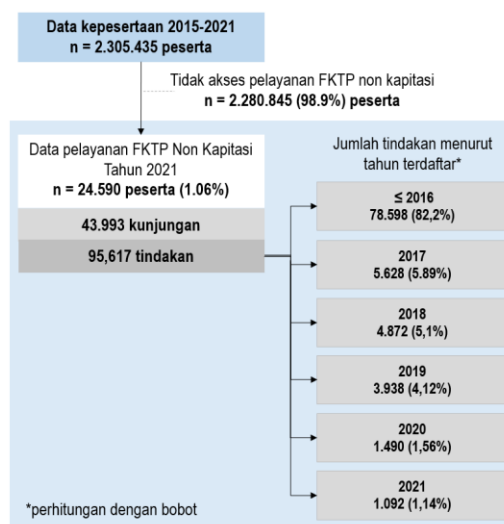 Data kepesertaan 2015-2021
n = 2.305.435 peserta
Tidak akses pelayanan FKTP non kapitasi
n = 2.280.845 (98.9%) peserta
Data pelayanan FKTP Non Kapitasi
Tahun 2021
n = 24.590 peserta (1.06%)
43.993 kunjungan
95,617 tindakan
Jumlah tindakan menurut
tahun terdaftar*
≤ 2016
78.598 (82,2%)
2017
5.628 (5.89%)
2018
4.872 (5,1%)
2019
3.938 (4,12%)
2020
1.490 (1,56%)
2021
1.092 (1,14%)
*perhitungan dengan bobot